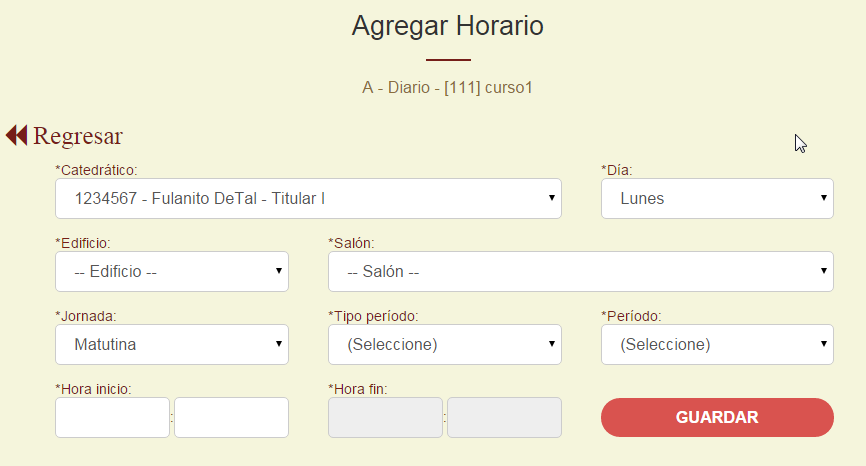 Agregar Horario
A - Diario - [111] curso1
Regresar
*Catedrático: *Día:
1234567 - Fulanito DeTal - Titular I Lunes
*Edificio: *Salón:
-- Edificio -- -- Salón --
*Jornada: *Tipo período: *Período:
Matutina (Seleccione) (Seleccione)
*Hora inicio: *Hora fin:
: : GUARDAR